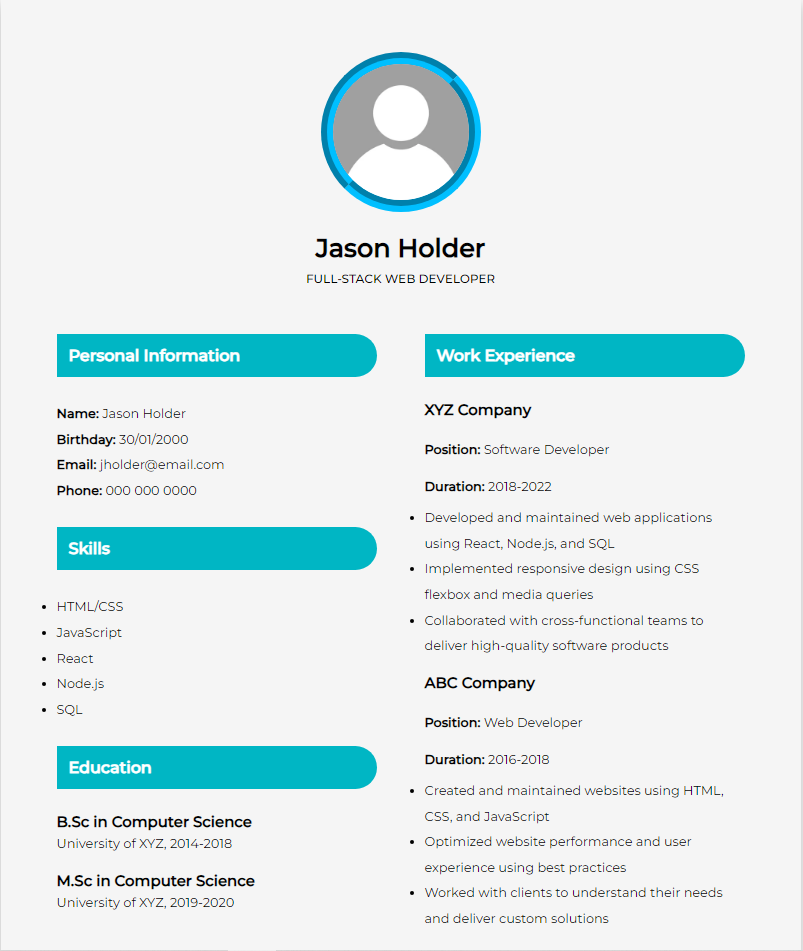 Jason Holder
FULL-STACK WEB DEVELOPER
Personal Information
Name: Jason Holder
Birthday: 30/01/2000
Email: jholder@email.com
Phone: 000 000 0000
Skills
HTML/CSS
JavaScript
React
Node.js
SQL
Education
B.Sc in Computer Science
University of XYZ, 2014-2018
M.Sc in Computer Science
University of XYZ, 2019-2020
Work Experience
XYZ Company
Position: Software Developer
Duration: 2018-2022
Developed and maintained web applications
using React, Node.js, and SQL
Implemented responsive design using CSS
flexbox and media queries
Collaborated with cross-functional teams to
deliver high-quality software products
ABC Company
Position: Web Developer
Duration: 2016-2018
Created and maintained websites using HTML,
CSS, and JavaScript
Optimized website performance and user
experience using best practices
Worked with clients to understand their needs
and deliver custom solutions